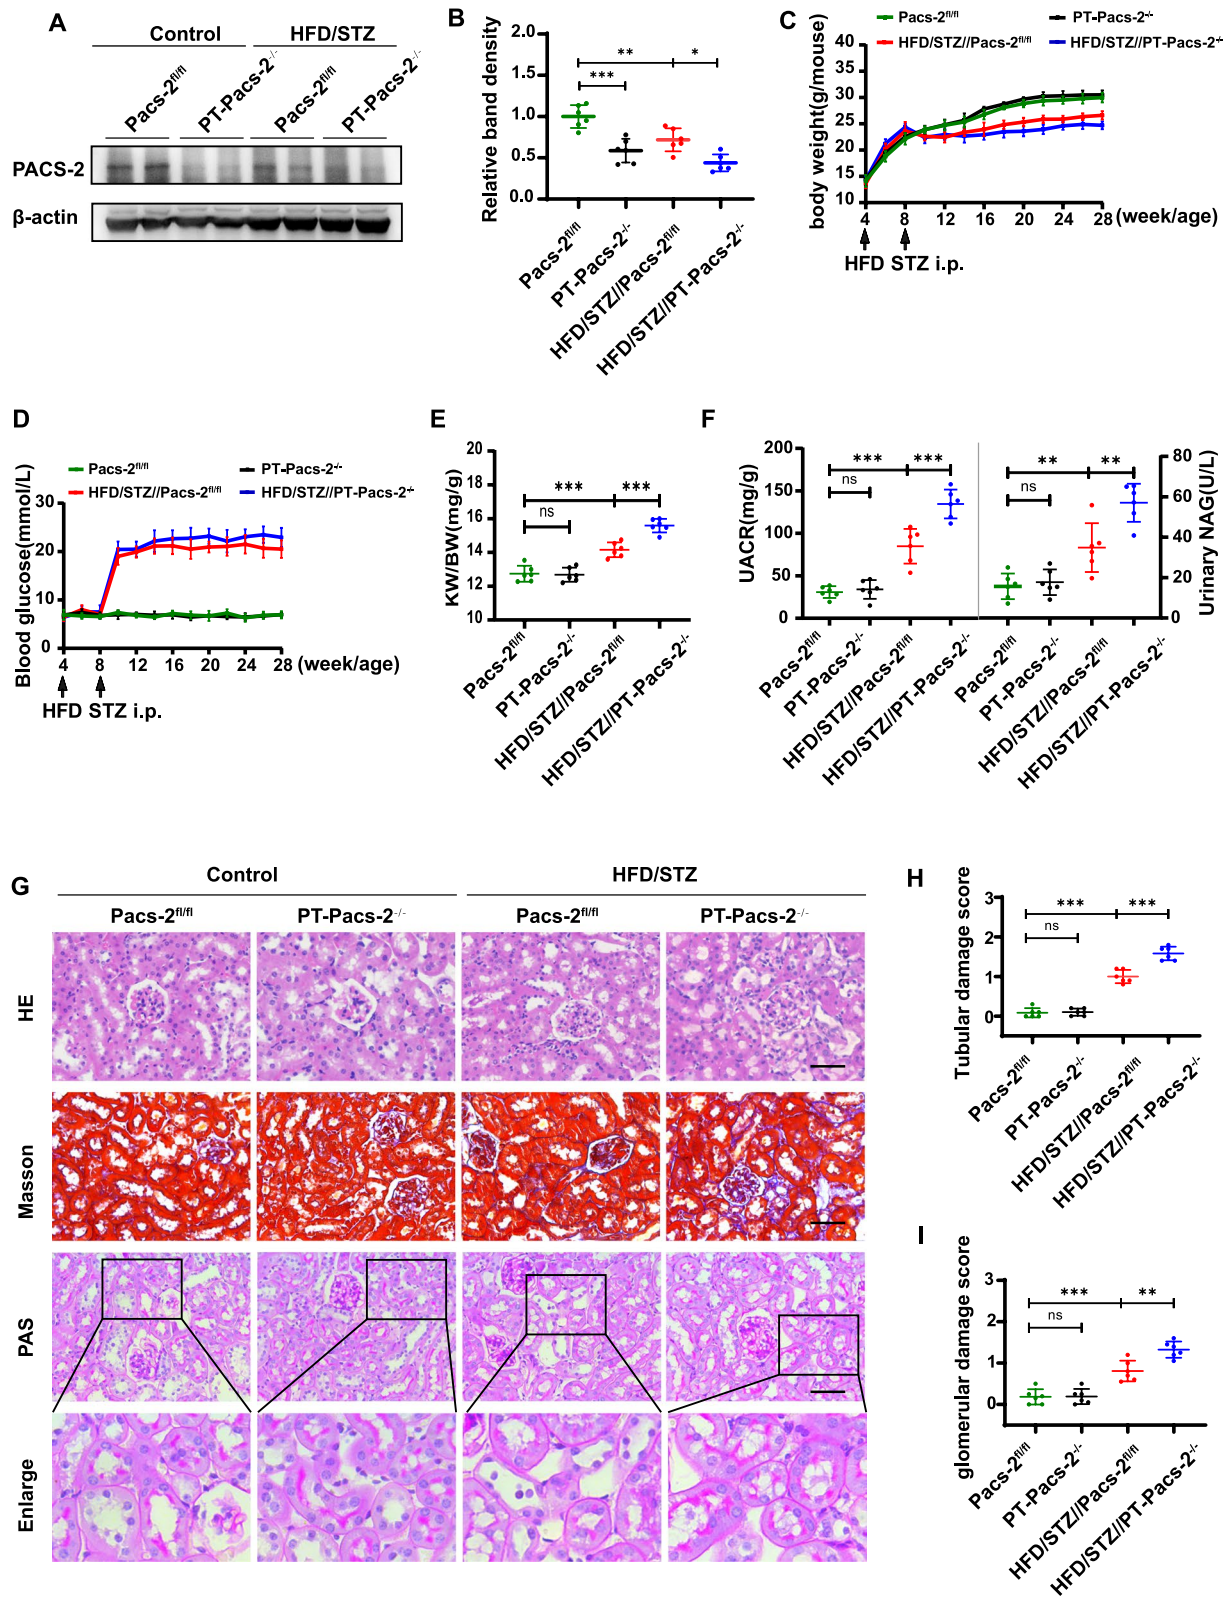 A
Control HFD/STZ
Pacs-2fl/fl PT-Pacs-2-/- Pacs-2fl/fl PT-Pacs-2-/-
PACS-2
β-actin
B
Relative band density
2.0
1.5
1.0
0.5
0.0
** *
***
Pacs-2fl/fl
PT-Pacs-2-/-
HFD/STZ//Pacs-2fl/fl
HFD/STZ//PT-Pacs-2-/-
C
Pacs-2fl/fl PT-Pacs-2-/-
HFD/STZ//Pacs-2fl/fl HFD/STZ//PT-Pacs-2-/-
body weight(g/mouse)
40
35
30
25
20
15
10
4 8 12 16 20 24 28 (week/age)
HFD STZ i.p.
D
Pacs-2fl/fl PT-Pacs-2-/-
HFD/STZ//Pacs-2fl/fl HFD/STZ//PT-Pacs-2-/-
Blood glucose(mmol/L)
30
20
10
0
4 8 12 16 20 24 28 (week/age)
HFD STZ i.p.
E
KW/BW(mg/g)
20
18
16
14
12
10
*** ***
ns
Pacs-2fl/fl
PT-Pacs-2-/-
HFD/STZ//Pacs-2fl/fl
HFD/STZ//PT-Pacs-2-/-
F
UACR(mg/g)
200
150
100
50
0
*** ***
ns
Pacs-2fl/fl
PT-Pacs-2-/-
HFD/STZ//Pacs-2fl/fl
HFD/STZ//PT-Pacs-2-/-
** **
ns
80
60
40
20
0
Urinary NAG(U/L)
Pacs-2fl/fl
PT-Pacs-2-/-
HFD/STZ//Pacs-2fl/fl
HFD/STZ//PT-Pacs-2-/-
G
Control HFD/STZ
Pacs-2fl/fl PT-Pacs-2-/- Pacs-2fl/fl PT-Pacs-2-/-
HE
Masson
PAS
Enlarge
H
Tubular damage score
3
2
1
0
*** ***
ns
Pacs-2fl/fl
PT-Pacs-2-/-
HFD/STZ//Pacs-2fl/fl
HFD/STZ//PT-Pacs-2-/-
I
glomerular damage score
3
2
1
0
*** **
ns
Pacs-2fl/fl
PT-Pacs-2-/-
HFD/STZ//Pacs-2fl/fl
HFD/STZ//PT-Pacs-2-/-